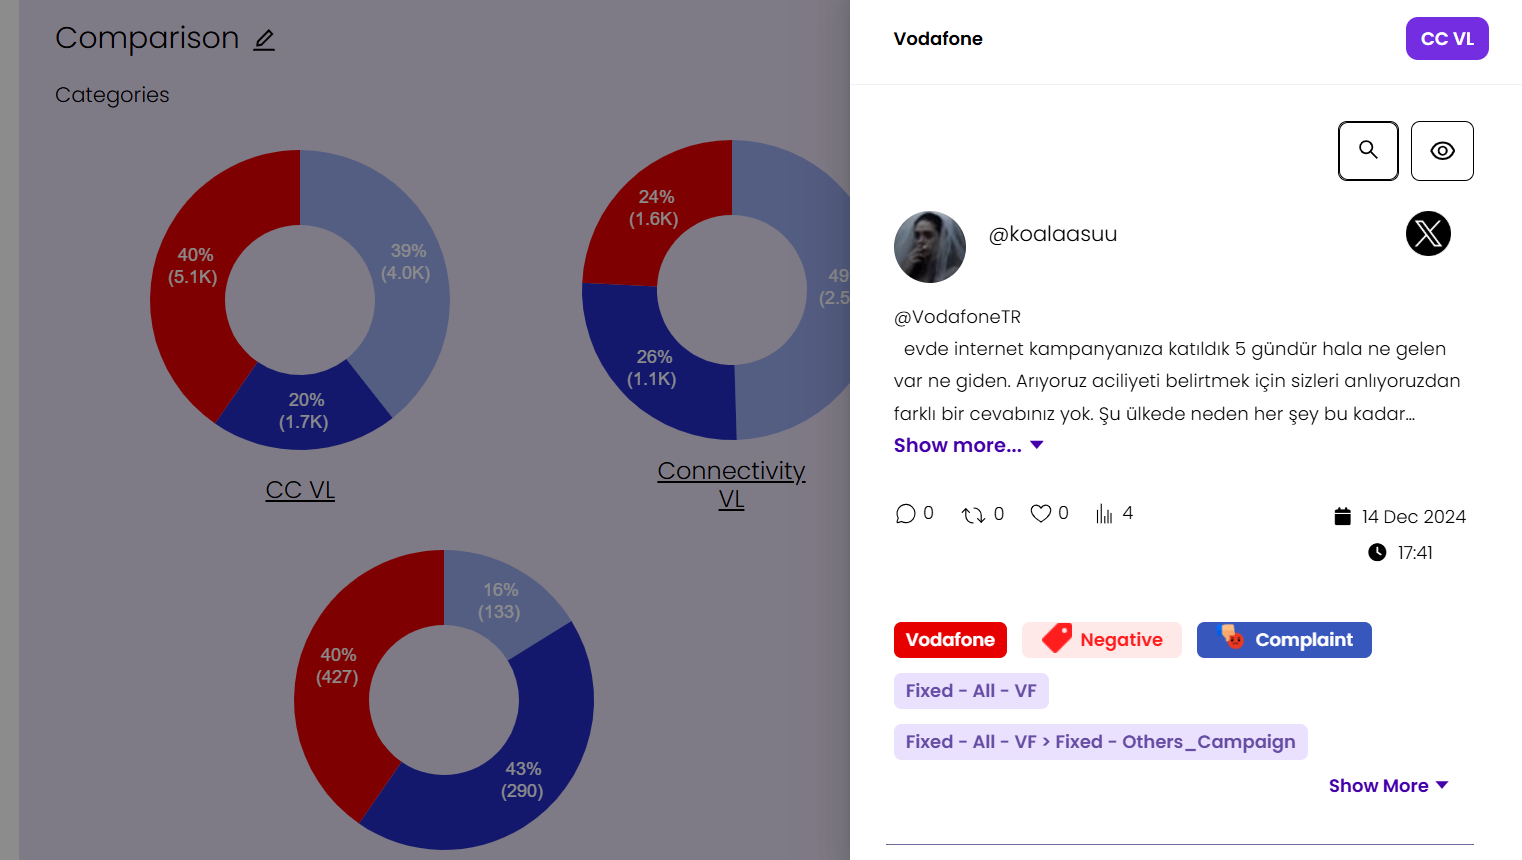 Comparison
Categories
40%
(5.1K)
39%
(4.0K)
20%
(1.7K)
CC VL
24%
(1.6K)
49
(2.5
26%
(1.1K)
Connectivity
VL
16%
(133)
40%
(427)
43%
(290)
Vodafone
CC VL
@koalaasuu
@VodafoneTR
evde internet kampanyanıza katıldık 5 gündür hala ne gelen
var ne giden. Arıyoruz aciliyeti belirtmek için sizleri anlıyoruzdan
farklı bir cevabınız yok. Şu ülkede neden her şey bu kadar...
Show more...
0 0 0 4
14 Dec 2024
17:41
Vodafone Negative Complaint
Fixed - All - VF
Fixed - All - VF > Fixed - Others_Campaign
Show More